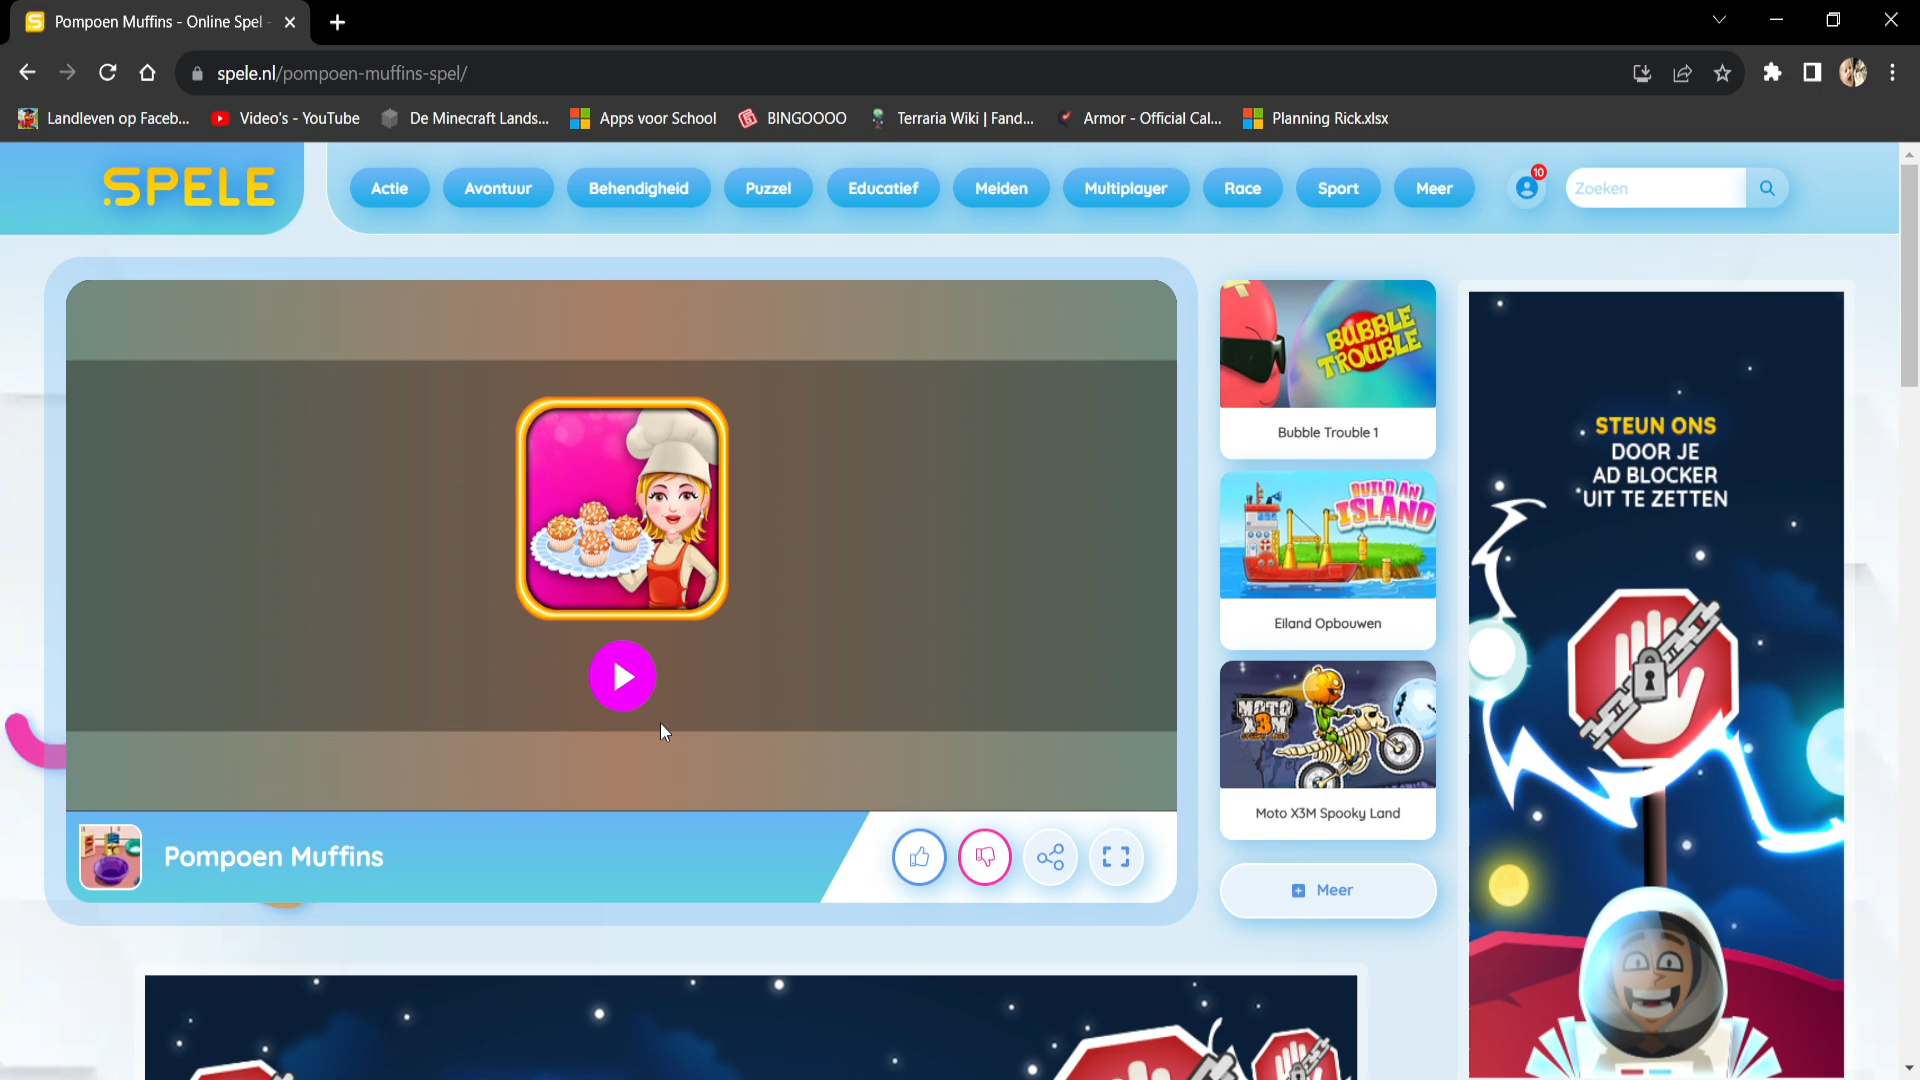 Pompoen Muffins - Online Spel -
spele.nl/pompoen-muffins-spel/
Landleven op Faceb...
Video's - YouTube
De Minecraft Lands...
Apps voor School
BINGOOOO
Terraria Wiki | Fand...
Armor - Official Cal...
Planning Rick.xlsx
.SPELE
Actie
Avontuur
Behendigheid
Puzzel
Educatief
Meiden
Multiplayer
Race
Sport
Meer
10
Zoeken
BUBBLE
TROUBLE
Bubble Trouble 1
BUILD AN
ISLAND
Eiland Opbouwen
MOTO
X3M
SPOOKY LAND
Moto X3M Spooky Land
Meer
Pompoen Muffins
STEUN ONS
DOOR JE
AD BLOCKER
UIT TE ZETTEN